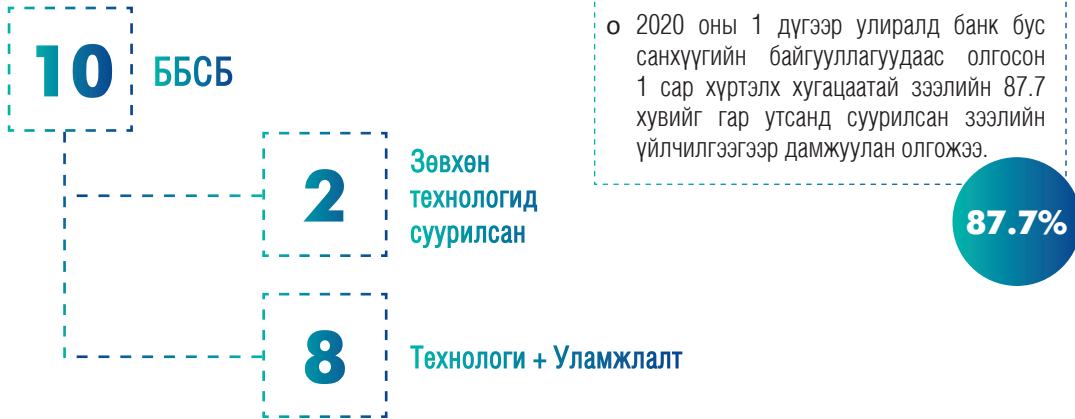 10 ББСБ
2
Зөвхөн
технологид
суурилсан
8 Технологи + Уламжлалт
o 2020 оны 1 дүгээр улиралд банк бус
санхүүгийн байгууллагуудаас олгосон
1 сар хүртэлх хугацаатай зээлийн 87.7
хувийг гар утсанд суурилсан зээлийн
үйлчилгээгээр дамжуулан олгожээ.
87.7%